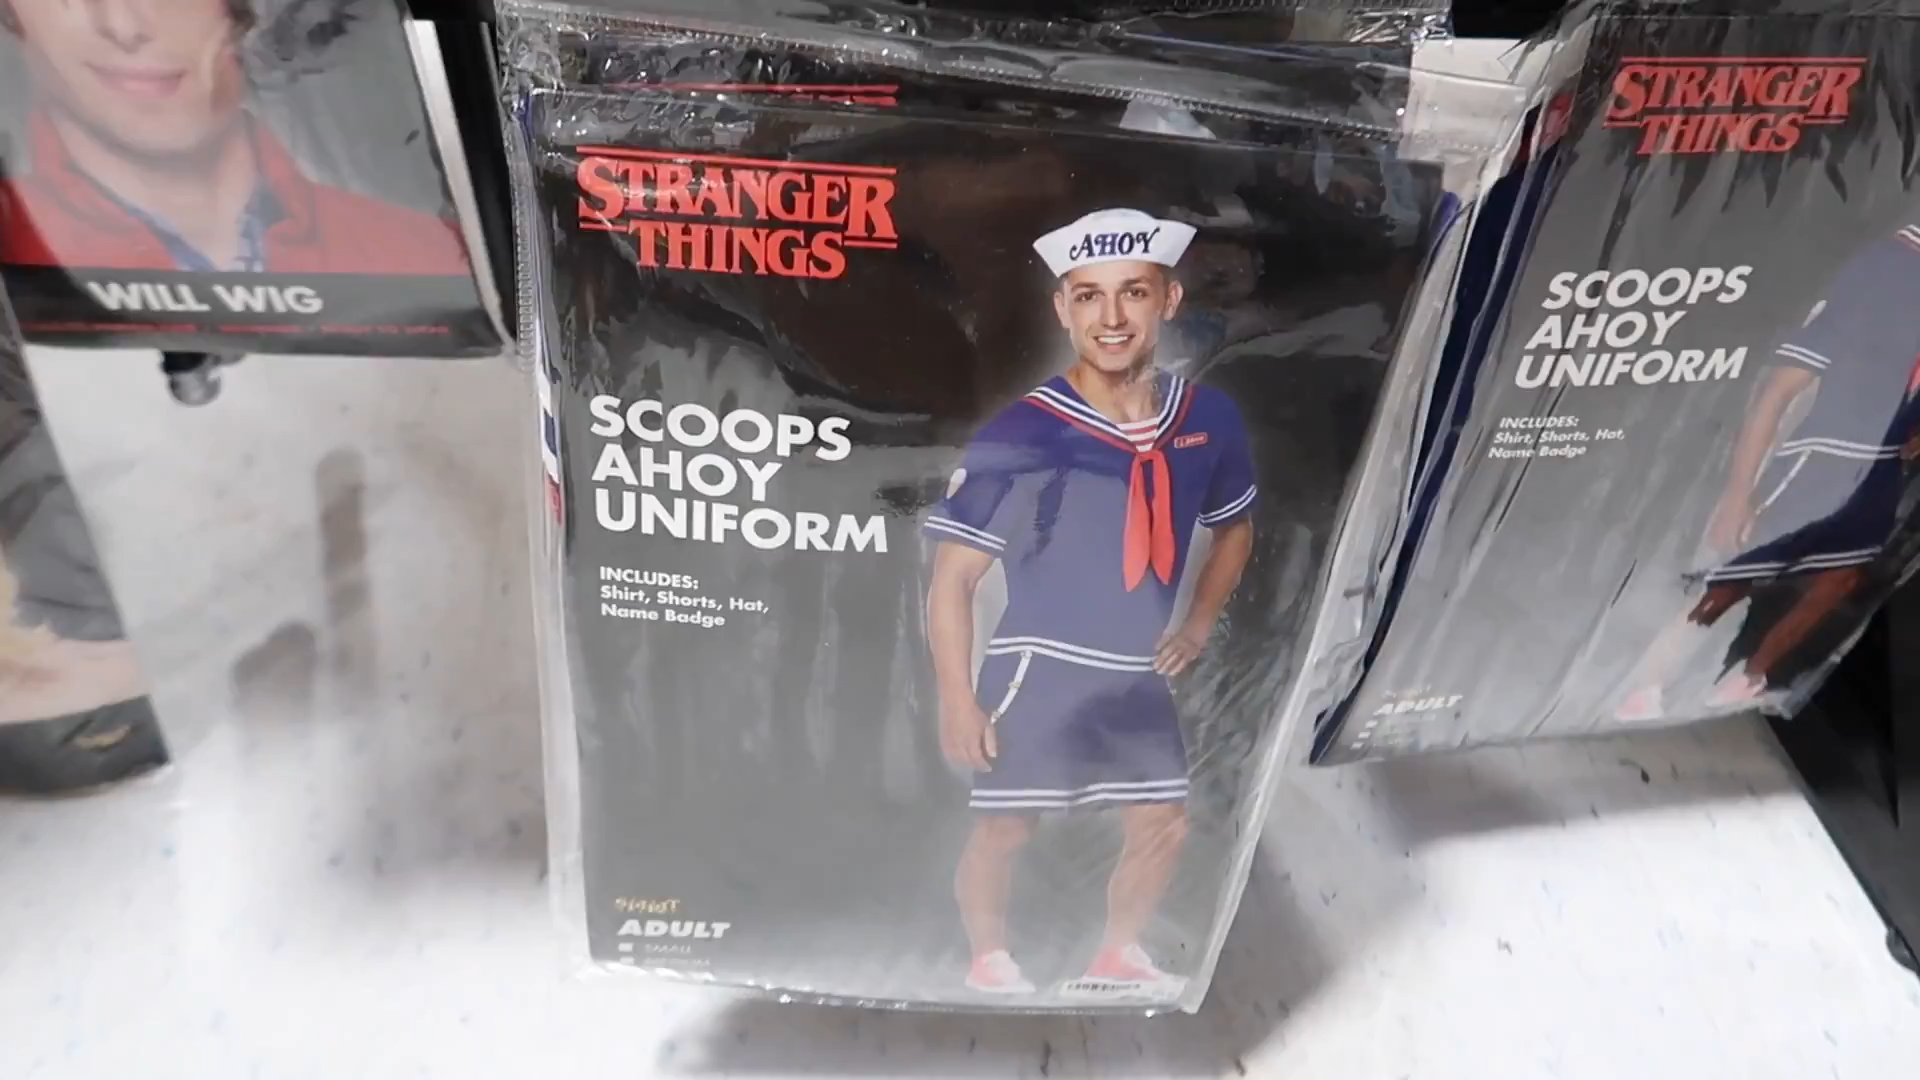 WILL WIG
STRANGER
THINGS
AHOY
SCOOPS
AHOY
UNIFORM
INCLUDES:
Shirt, Shorts, Hat,
Name Badge
ADULT
SMALL
STRANGER
THINGS
SCOOPS
AHOY
UNIFORM
INCLUDES:
Shirt, Shorts, Hat,
Name Badge
ADULT